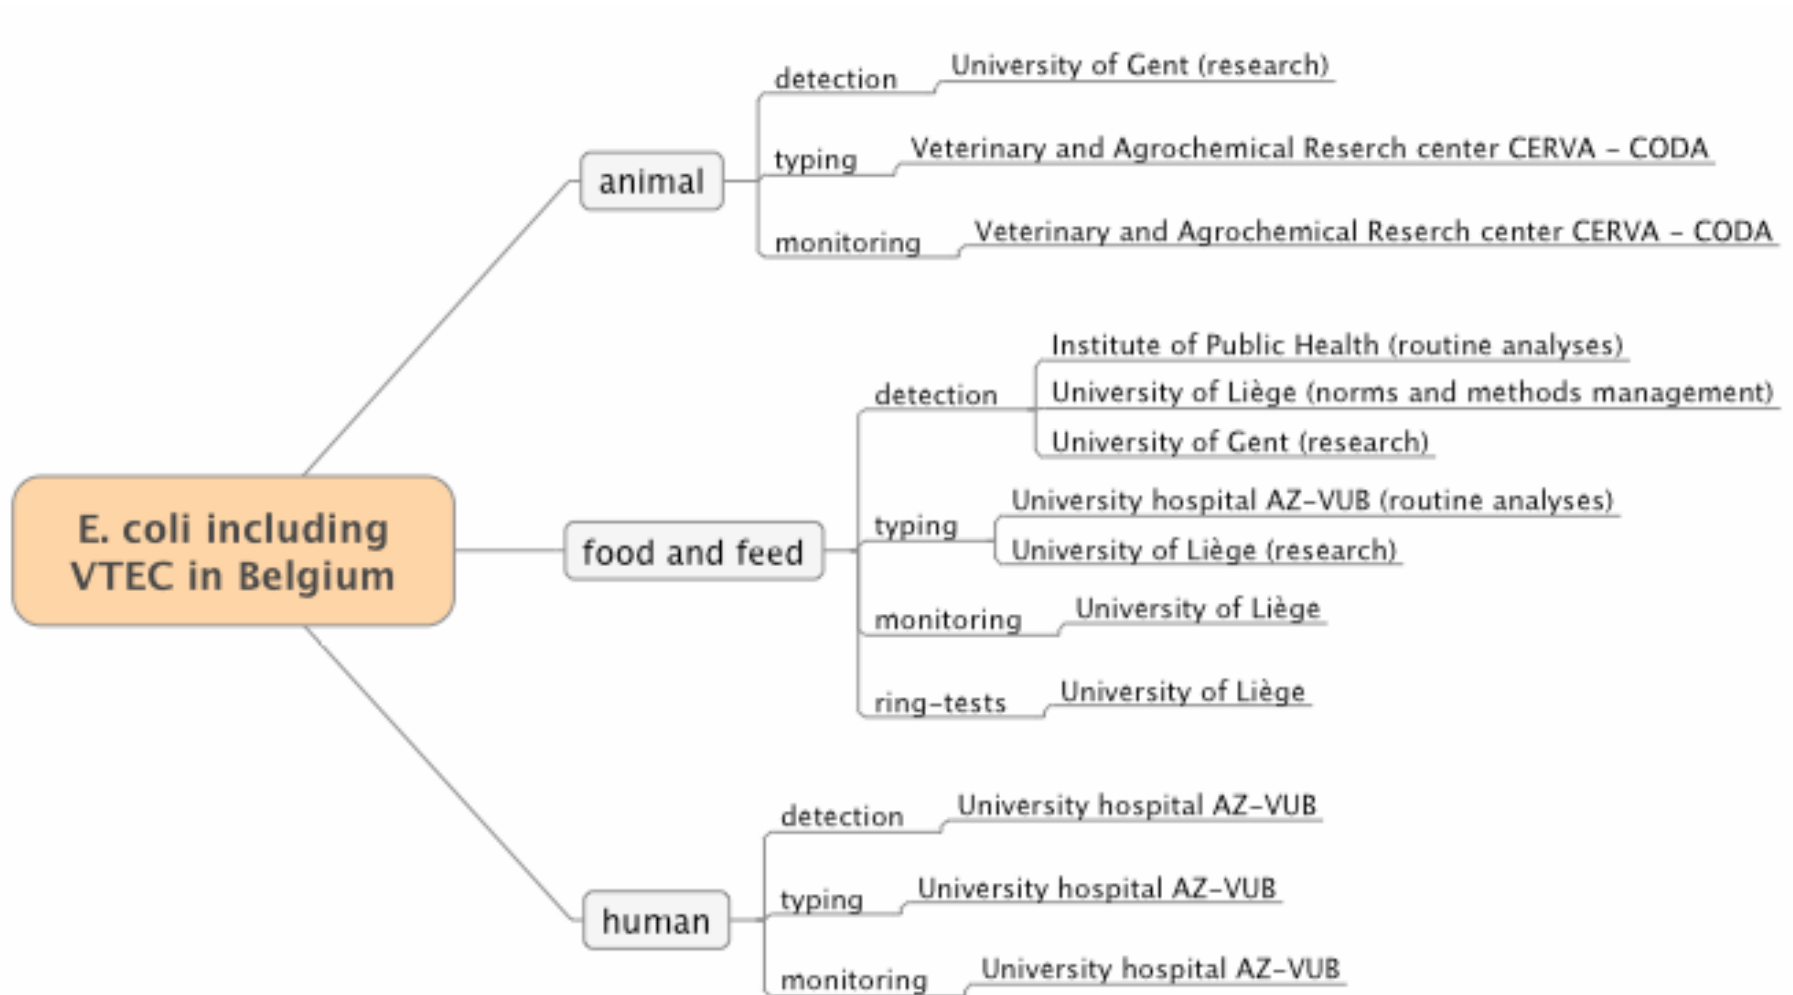 E. coli including
VTEC in Belgium
animal
detection
University of Gent (research)
typing
Veterinary and Agrochemical Reserch center CERVA – CODA
monitoring
Veterinary and Agrochemical Reserch center CERVA – CODA
food and feed
detection
Institute of Public Health (routine analyses)
University of Liège (norms and methods management)
University of Gent (research)
typing
University hospital AZ–VUB (routine analyses)
University of Liège (research)
monitoring
University of Liège
ring–tests
University of Liège
human
detection
University hospital AZ–VUB
typing
University hospital AZ–VUB
monitoring
University hospital AZ–VUB